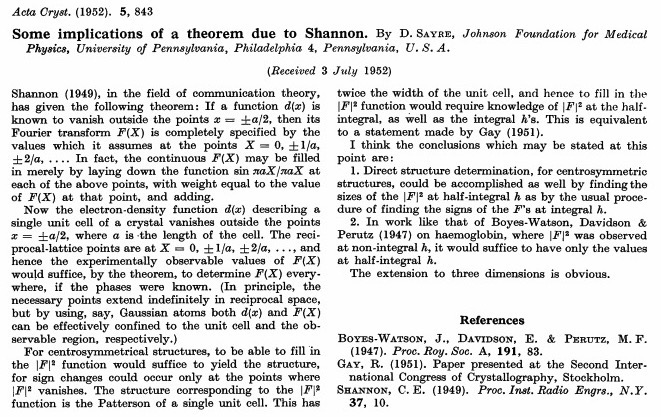 Acta Cryst. (1952). 5, 843
Some implications of a theorem due to Shannon. By D. Sayre, Johnson Foundation for Medical
Physics, University of Pennsylvania, Philadelphia 4, Pennsylvania, U. S. A.
(Received 3 July 1952)
Shannon (1949), in the field of communication theory,
has given the following theorem: If a function d(x) is
known to vanish outside the points x = ±a/2, then its
Fourier transform F(X) is completely specified by the
values which it assumes at the points X = 0, ±1/a,
±2/a, .... In fact, the continuous F(X) may be filled
in merely by laying down the function sin πaX/πaX at
each of the above points, with weight equal to the value
of F(X) at that point, and adding.
Now the electron-density function d(x) describing a
single unit cell of a crystal vanishes outside the points
x = ±a/2, where a is the length of the cell. The reci-
procal-lattice points are at X = 0, ±1/a, ±2/a, ..., and
hence the experimentally observable values of F(X)
would suffice, by the theorem, to determine F(X) every-
where, if the phases were known. (In principle, the
necessary points extend indefinitely in reciprocal space,
but by using, say, Gaussian atoms both d(x) and F(X)
can be effectively confined to the unit cell and the ob-
servable region, respectively.)
For centrosymmetrical structures, to be able to fill in
the |F|² function would suffice to yield the structure,
for sign changes could occur only at the points where
|F|² vanishes. The structure corresponding to the |F|²
function is the Patterson of a single unit cell. This has
twice the width of the unit cell, and hence to fill in the
|F|² function would require knowledge of |F|² at the half-
integral, as well as the integral h's. This is equivalent
to a statement made by Gay (1951).
I think the conclusions which may be stated at this
point are:
1. Direct structure determination, for centrosymmetric
structures, could be accomplished as well by finding the
sizes of the |F|² at half-integral h as by the usual proce-
dure of finding the signs of the F's at integral h.
2. In work like that of Boyes-Watson, Davidson &
Perutz (1947) on haemoglobin, where |F|² was observed
at non-integral h, it would suffice to have only the values
at half-integral h.
The extension to three dimensions is obvious.
References
Boyes-Watson, J., Davidson, E. & Perutz, M. F.
(1947). Proc. Roy. Soc. A, 191, 83.
Gay, R. (1951). Paper presented at the Second Inter-
national Congress of Crystallography, Stockholm.
Shannon, C. E. (1949). Proc. Inst. Radio Engrs., N.Y.
37, 10.